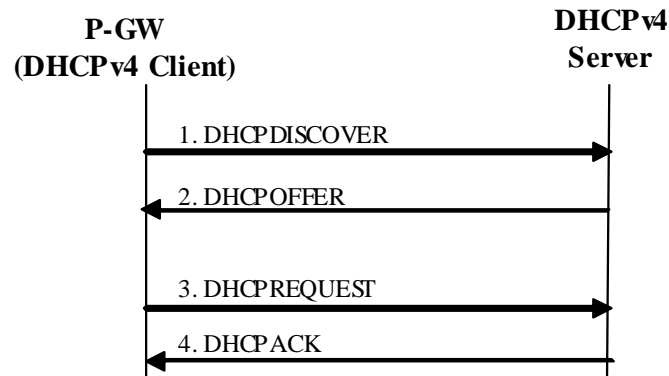 P-GW
(DHCPv4 Client)
DHCPv4
Server
1. DHCPDISCOVER
2. DHCPOFFER
3. DHCPREQUEST
4. DHCPACK